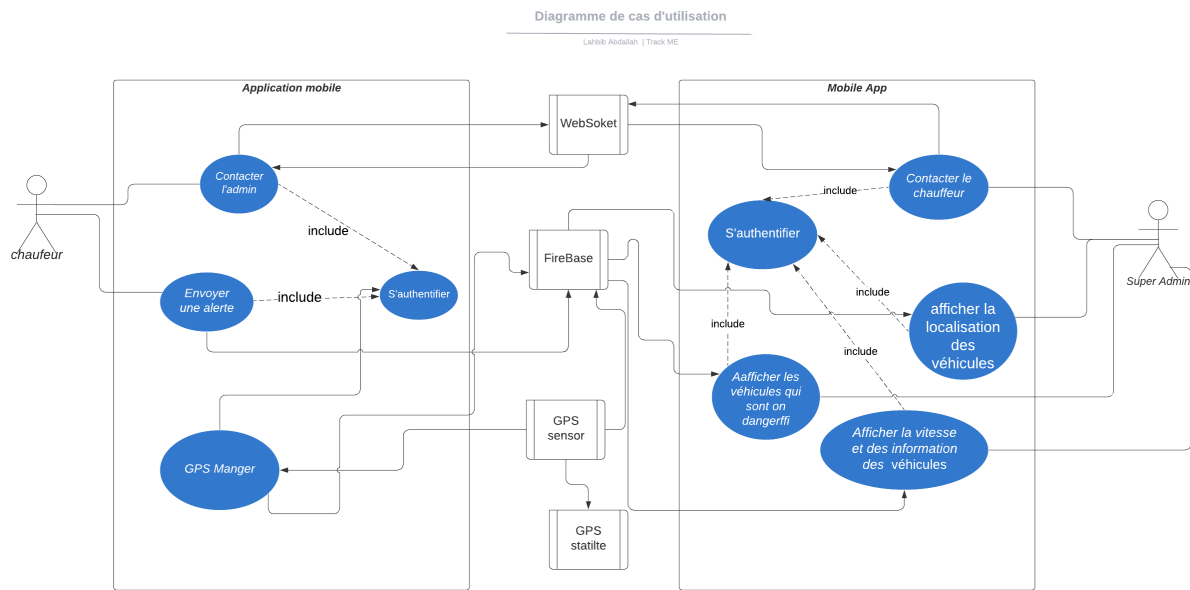 Diagramme de cas d'utilisation
Lahbib Abdallah | Track ME
Application mobile
Mobile App
WebSoket
Contacter
l'admin
Contacter le
chauffeur
include
include
S'authentifier
chaufeur
FireBase
Super Admin
Envoyer
une alerte
include
S'authentifier
include
afficher la
localisation
des
véhicules
include
include
Aafficher les
véhicules qui
sont on
dangerffi
GPS
sensor
GPS Manger
Afficher la vitesse
et des information
des véhicules
GPS
statilte